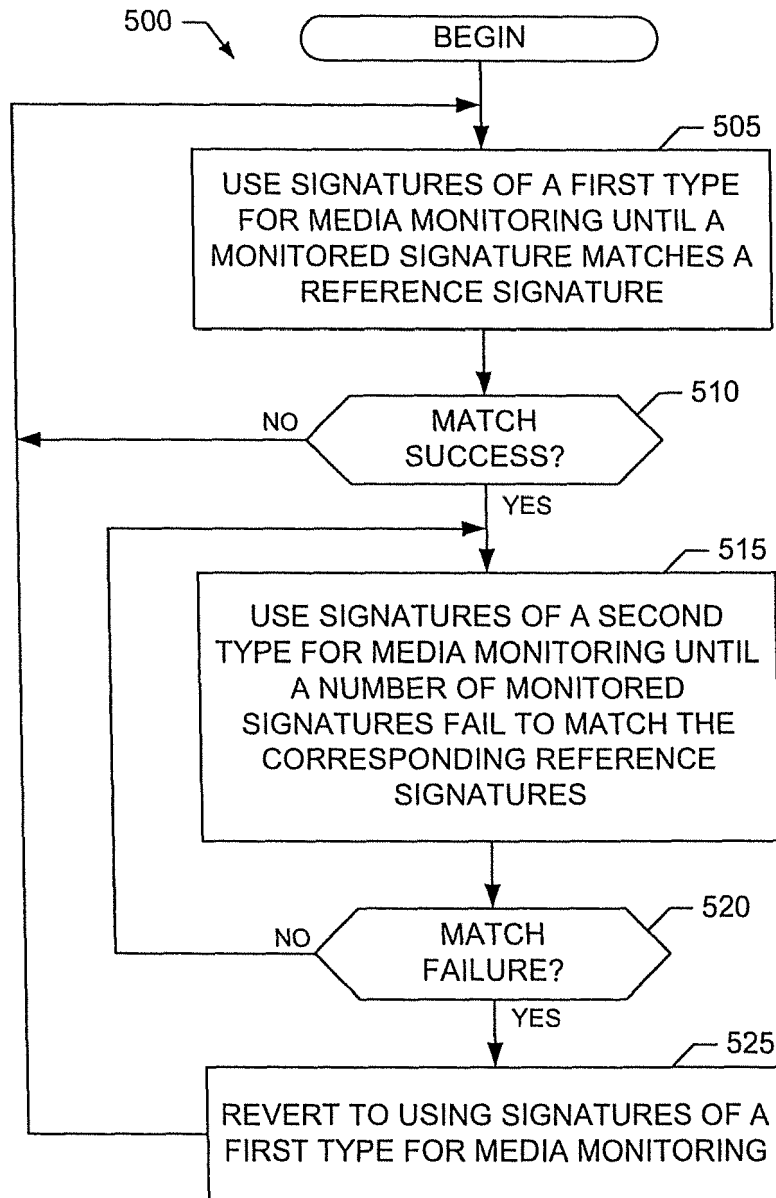 500
BEGIN
505
USE SIGNATURES OF A FIRST TYPE
FOR MEDIA MONITORING UNTIL A
MONITORED SIGNATURE MATCHES A
REFERENCE SIGNATURE
510
NO
MATCH
SUCCESS?
YES
515
USE SIGNATURES OF A SECOND
TYPE FOR MEDIA MONITORING UNTIL
A NUMBER OF MONITORED
SIGNATURES FAIL TO MATCH THE
CORRESPONDING REFERENCE
SIGNATURES
520
NO
MATCH
FAILURE?
YES
525
REVERT TO USING SIGNATURES OF A
FIRST TYPE FOR MEDIA MONITORING